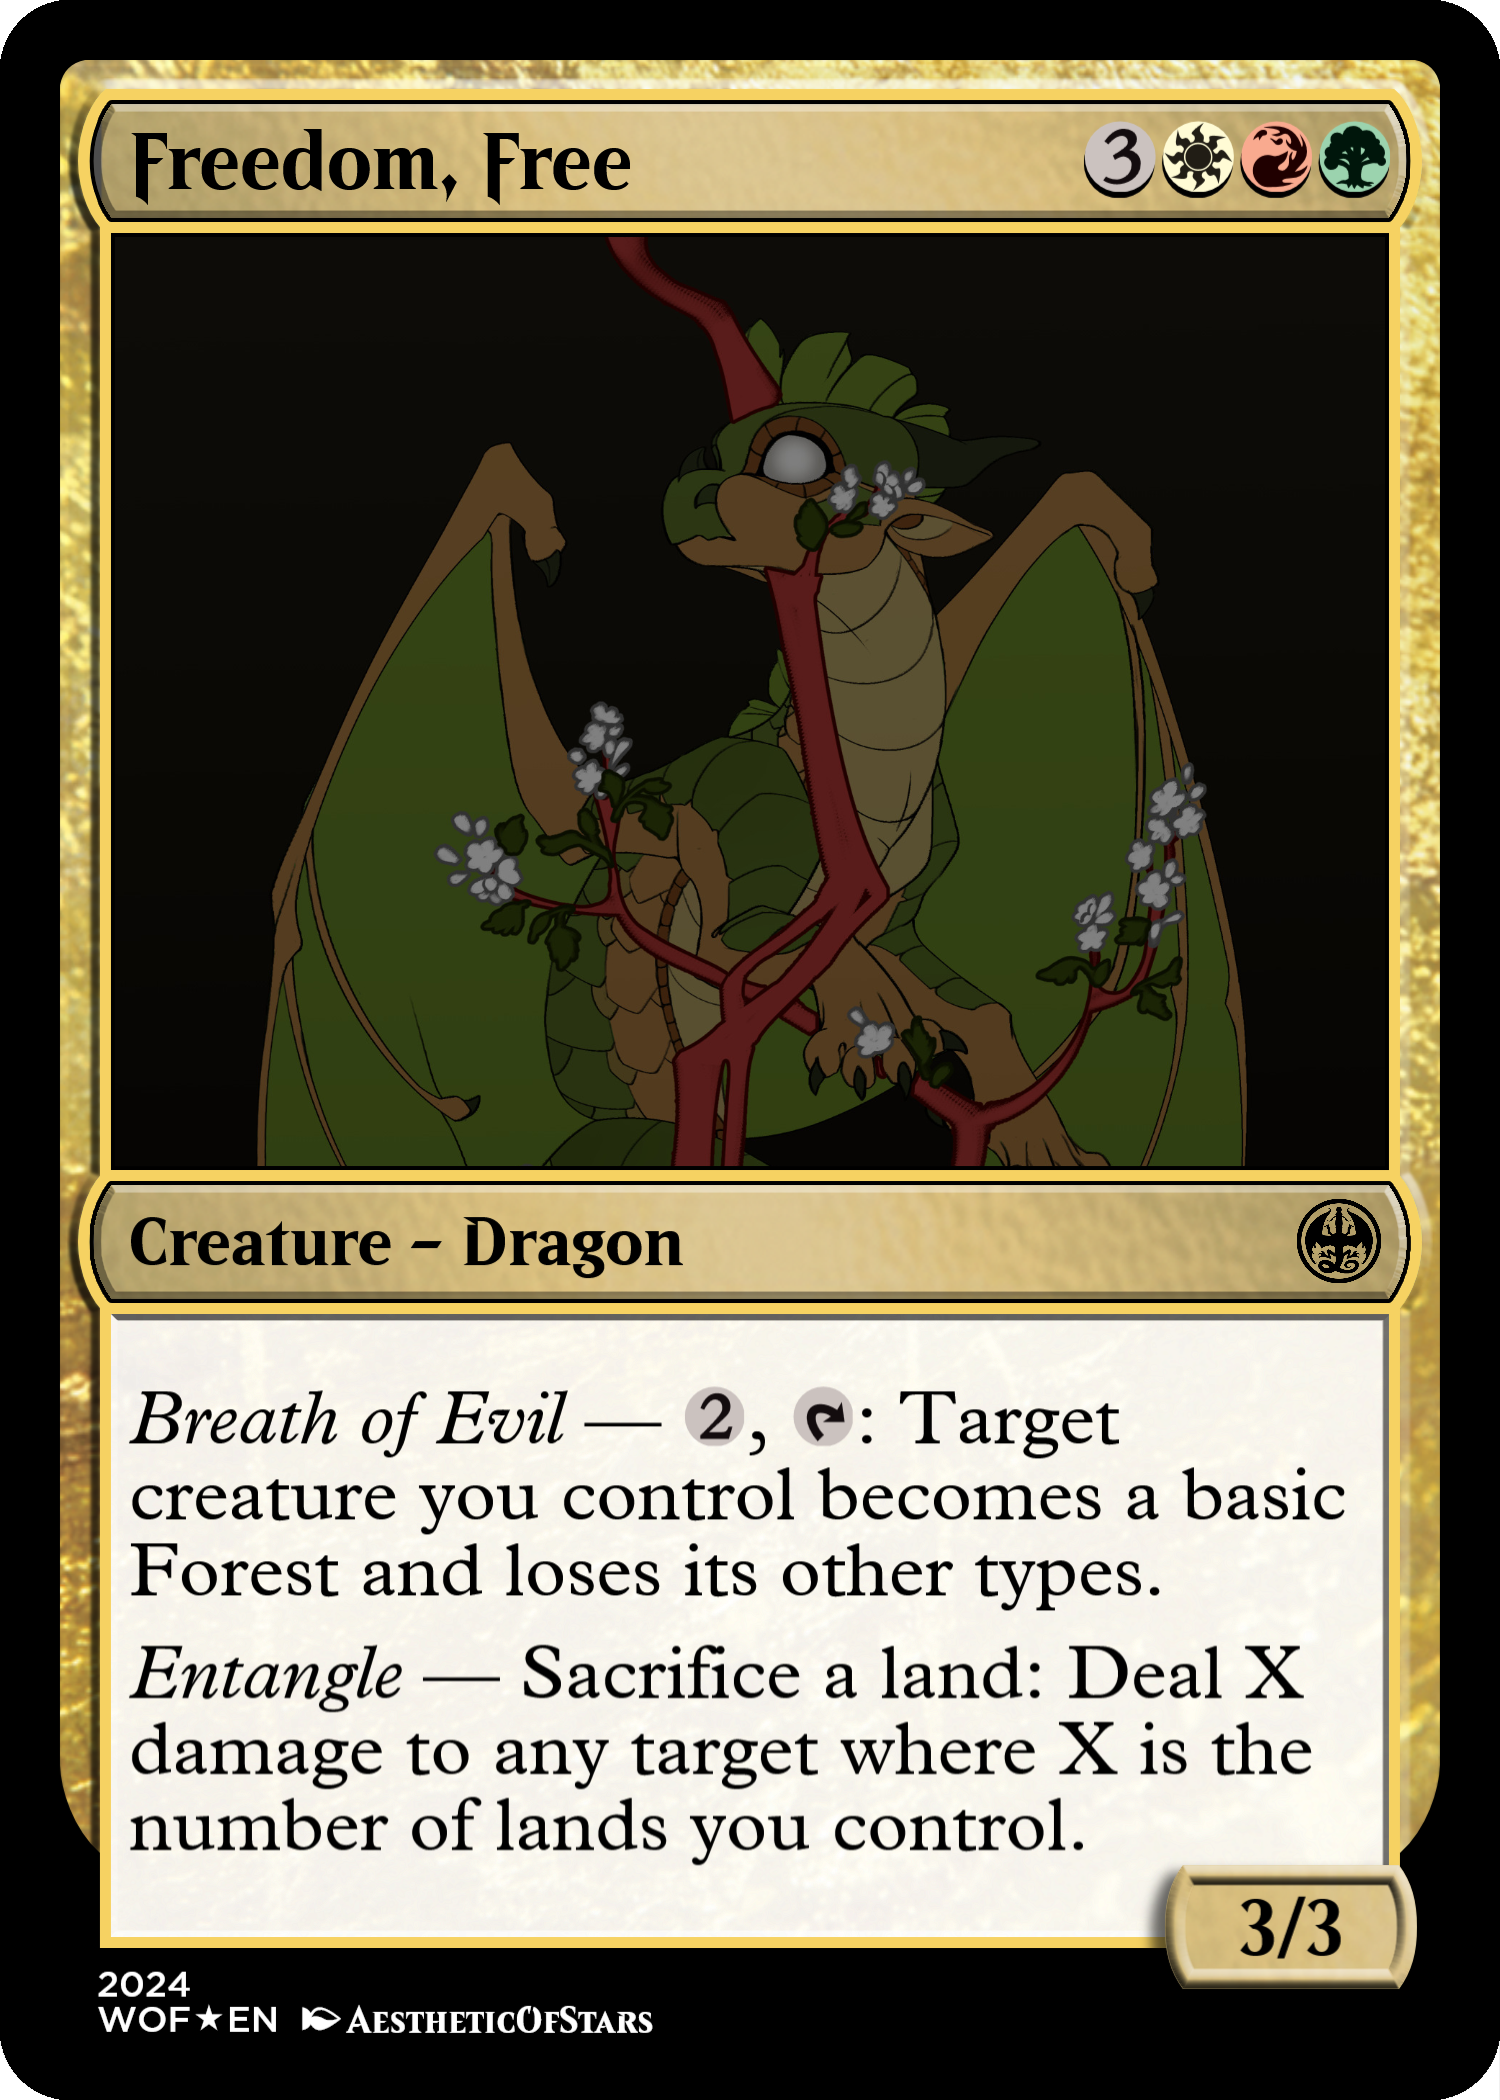 Freedom, Free 3
Creature – Dragon
Breath of Evil — 2, : Target
creature you control becomes a basic
Forest and loses its other types.
Entangle — Sacrifice a land: Deal X
damage to any target where X is the
number of lands you control.
3/3
2024
WOF★EN AESTHETICOFSTARS